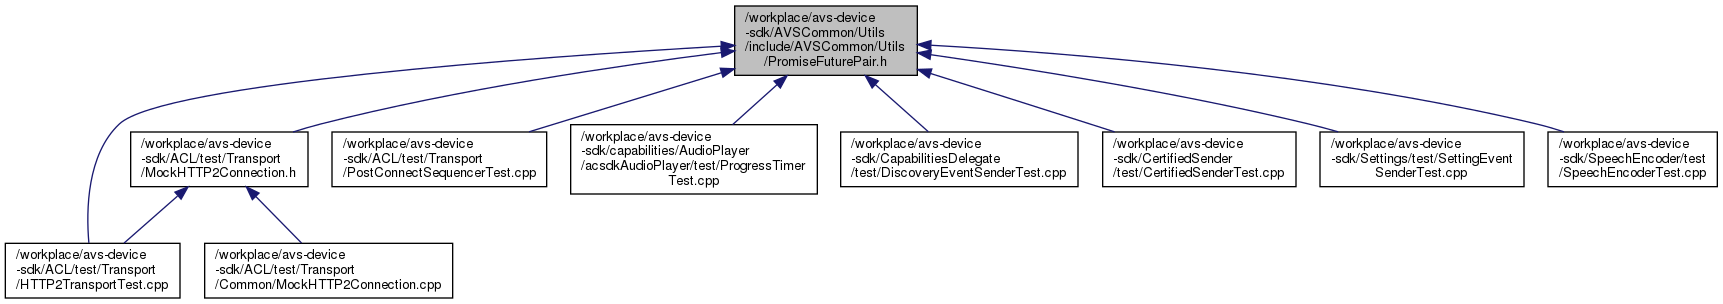 /workplace/avs-device
-sdk/AVSCommon/Utils
/include/AVSCommon/Utils
/PromiseFuturePair.h
/workplace/avs-device
-sdk/ACL/test/Transport
/MockHTTP2Connection.h
/workplace/avs-device
-sdk/ACL/test/Transport
/PostConnectSequencerTest.cpp
/workplace/avs-device
-sdk/capabilities/AudioPlayer
/acsdkAudioPlayer/test/ProgressTimer
Test.cpp
/workplace/avs-device
-sdk/CapabilitiesDelegate
/test/DiscoveryEventSenderTest.cpp
/workplace/avs-device
-sdk/CertifiedSender
/test/CertifiedSenderTest.cpp
/workplace/avs-device
-sdk/Settings/test/SettingEvent
SenderTest.cpp
/workplace/avs-device
-sdk/SpeechEncoder/test
/SpeechEncoderTest.cpp
/workplace/avs-device
-sdk/ACL/test/Transport
/HTTP2TransportTest.cpp
/workplace/avs-device
-sdk/ACL/test/Transport
/Common/MockHTTP2Connection.cpp